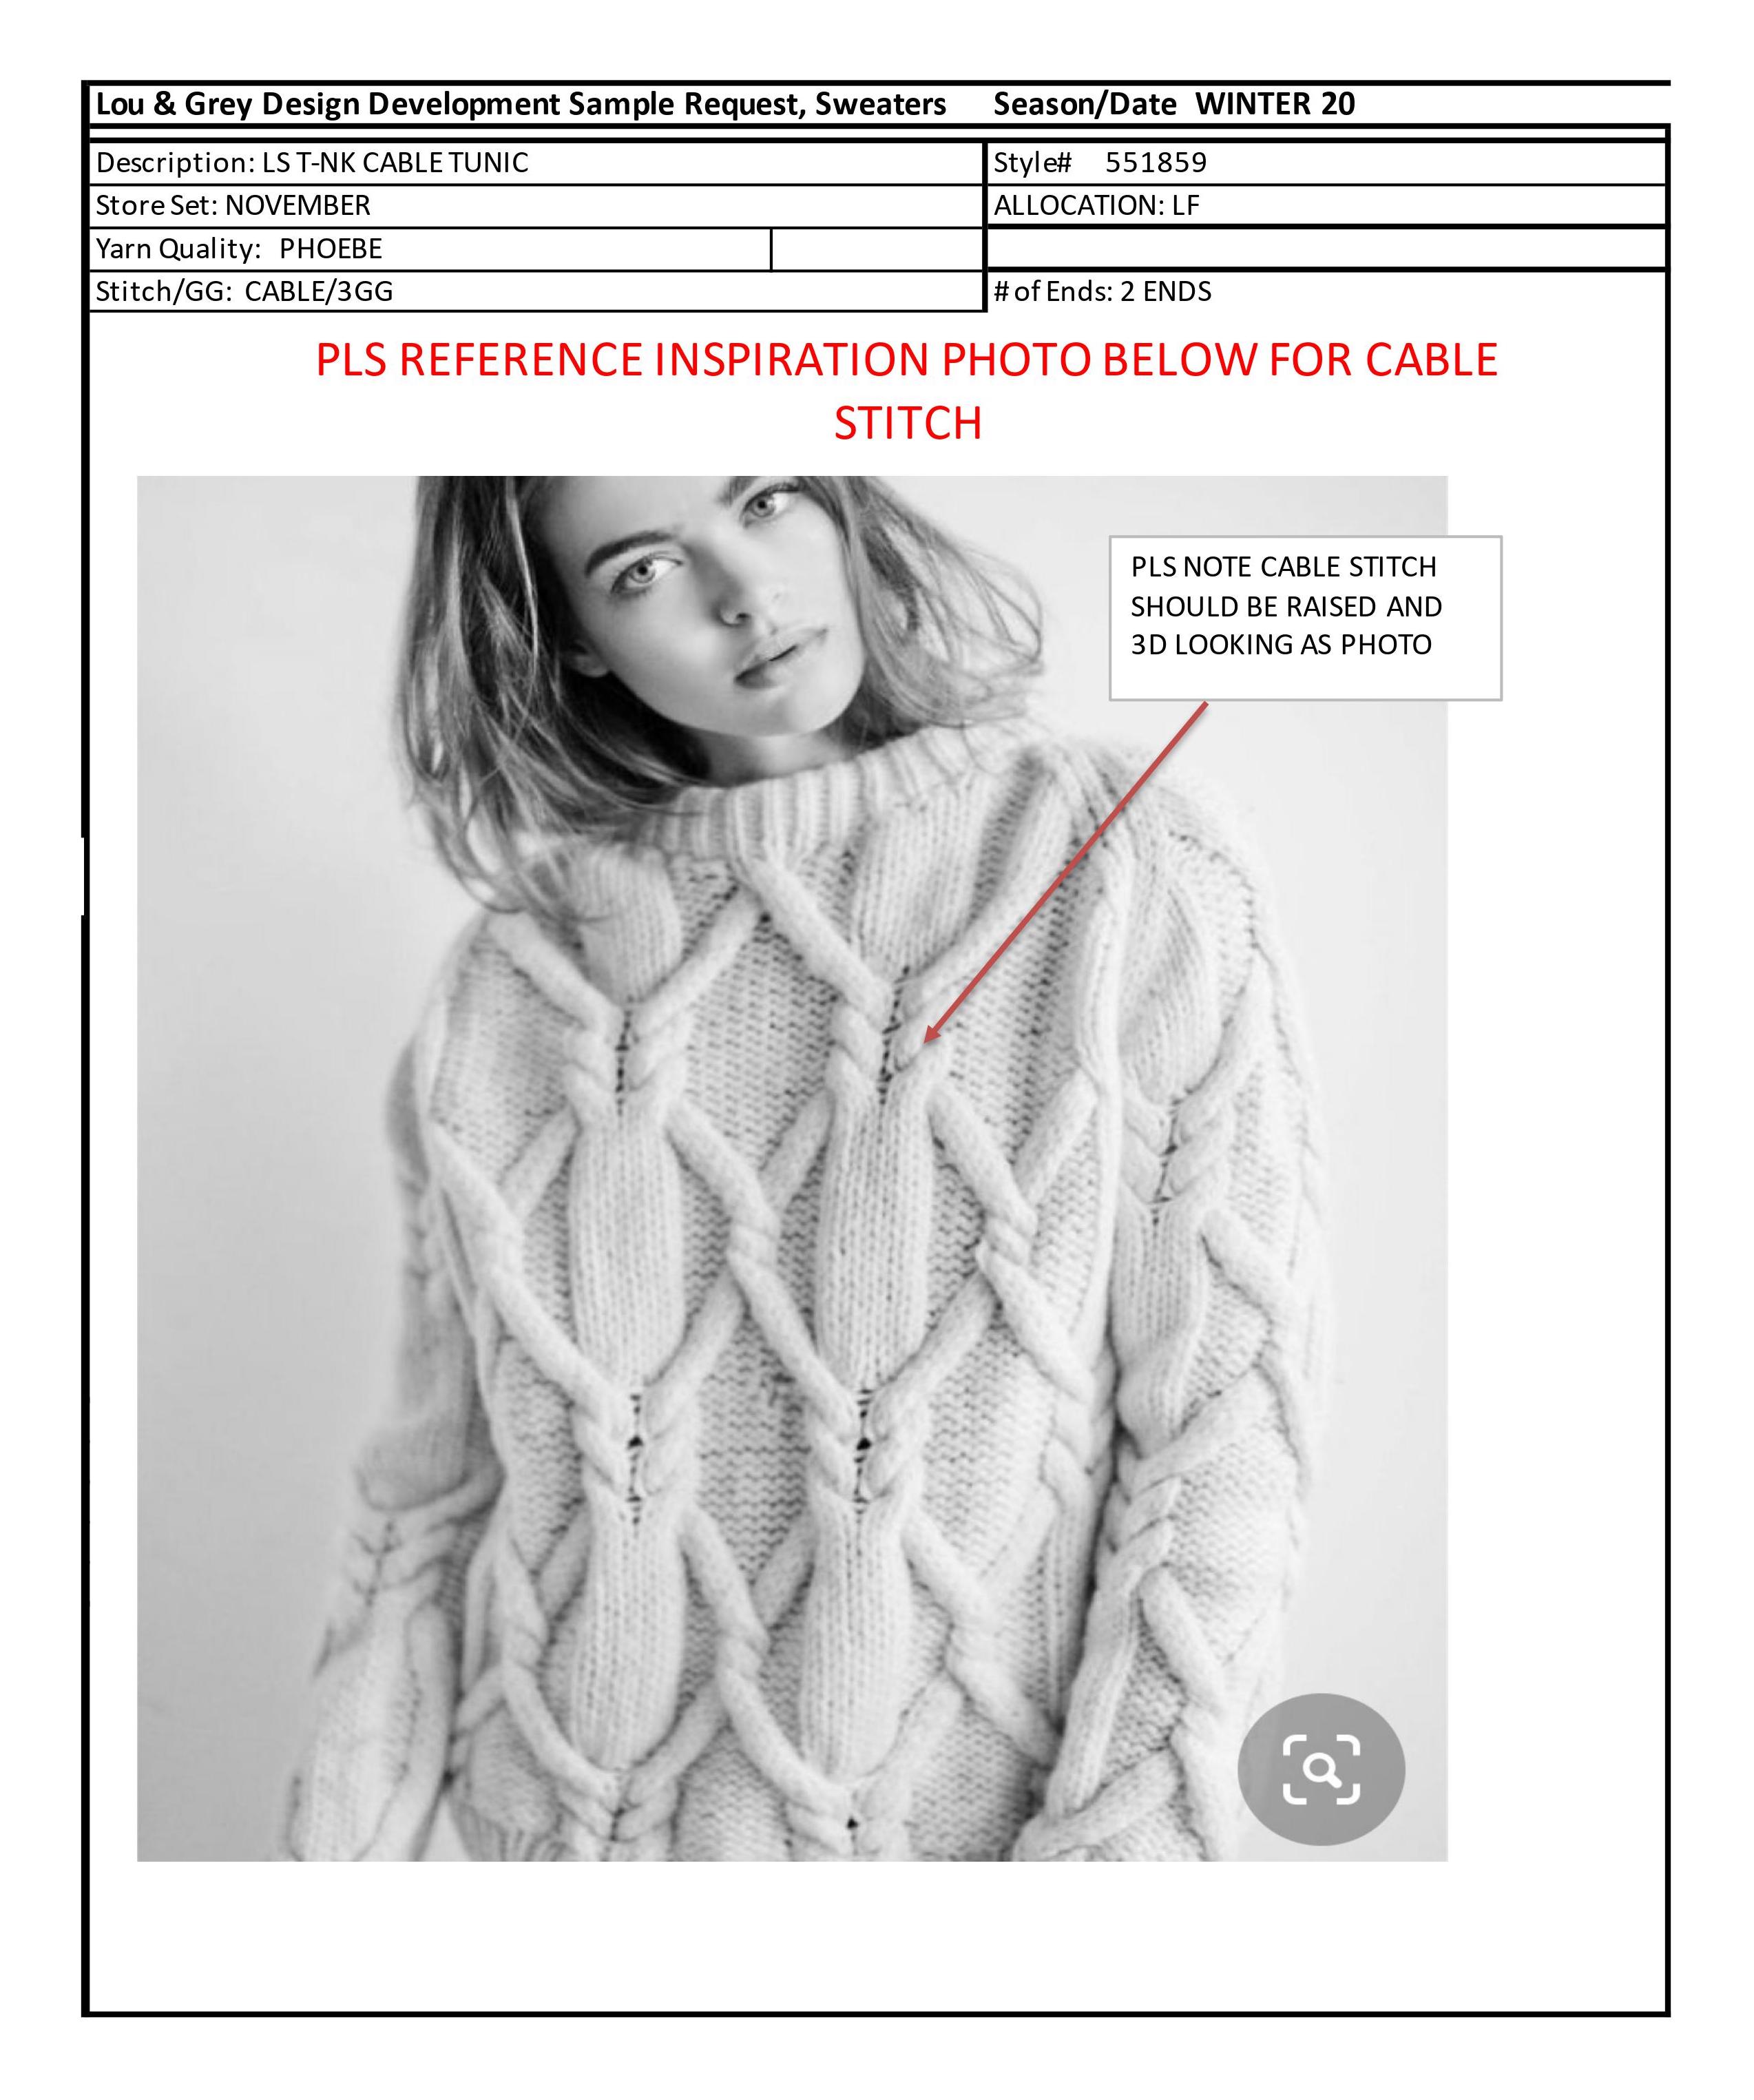 Lou & Grey Design Development Sample Request, Sweaters Season/Date WINTER 20
Description: LS T-NK CABLE TUNIC Style# 551859
Store Set: NOVEMBER ALLOCATION: LF
Yarn Quality: PHOEBE
Stitch/GG: CABLE/3GG # of Ends: 2 ENDS
PLS REFERENCE INSPIRATION PHOTO BELOW FOR CABLE
STITCH
PLS NOTE CABLE STITCH
SHOULD BE RAISED AND
3D LOOKING AS PHOTO